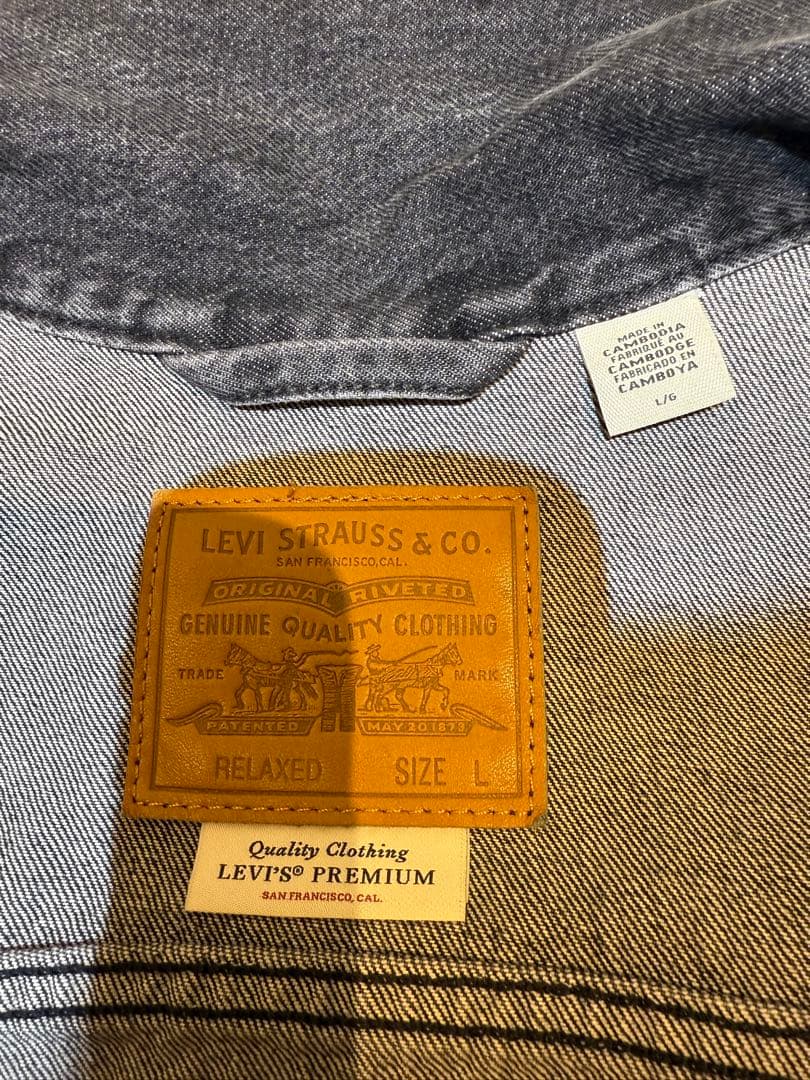 MADE IN
CAMBODIA
FABRIQUÉ AU
CAMBODGE
FABRICADO EN
CAMBOYA
L/G
LEVI STRAUSS & CO.
SAN FRANCISCO, CAL.
ORIGINAL RIVETED
GENUINE QUALITY CLOTHING
TRADE MARK
PATENTED MAY 20 1873
RELAXED SIZE L
Quality Clothing
LEVI'S® PREMIUM
SAN FRANCISCO, CAL.